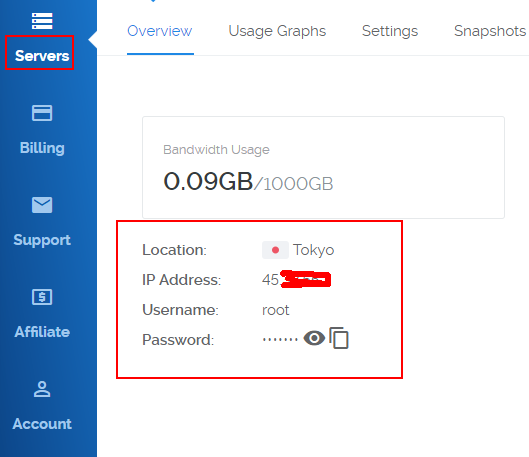 Servers
Billing
Support
Affiliate
Account
Overview Usage Graphs Settings Snapshots
Bandwidth Usage
0.09GB/1000GB
Location: Tokyo
IP Address: 45
Username: root
Password: ·······